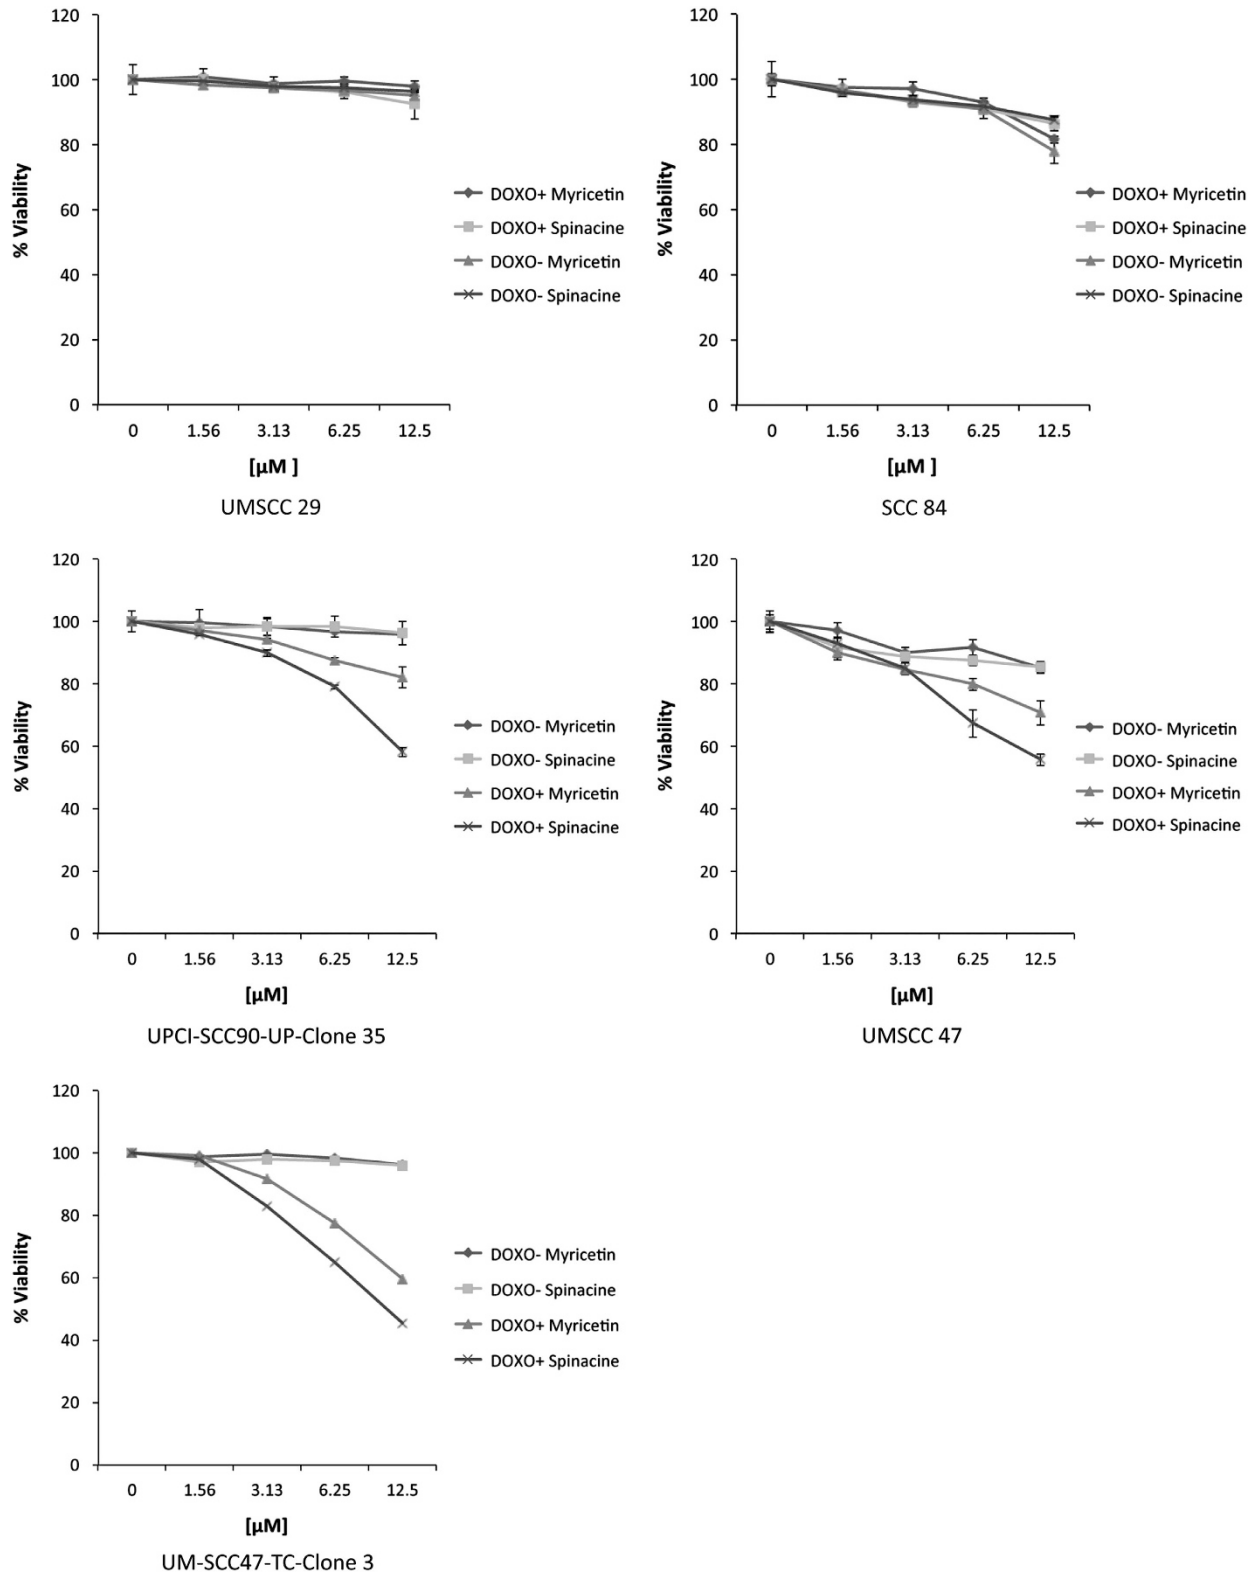 120
100
80
60
40
20
0
% Viability
0 1.56 3.13 6.25 12.5
[µM ]
UMSCC 29
DOXO+ Myricetin
DOXO+ Spinacine
DOXO- Myricetin
DOXO- Spinacine
120
100
80
60
40
20
0
% Viability
0 1.56 3.13 6.25 12.5
[µM ]
SCC 84
DOXO+ Myricetin
DOXO+ Spinacine
DOXO- Myricetin
DOXO- Spinacine
120
100
80
60
40
20
0
% Viability
0 1.56 3.13 6.25 12.5
[µM]
UPCI-SCC90-UP-Clone 35
DOXO- Myricetin
DOXO- Spinacine
DOXO+ Myricetin
DOXO+ Spinacine
120
100
80
60
40
20
0
% Viability
0 1.56 3.13 6.25 12.5
[µM]
UMSCC 47
DOXO- Myricetin
DOXO- Spinacine
DOXO+ Myricetin
DOXO+ Spinacine
120
100
80
60
40
20
0
% Viability
0 1.56 3.13 6.25 12.5
[µM]
UM-SCC47-TC-Clone 3
DOXO- Myricetin
DOXO- Spinacine
DOXO+ Myricetin
DOXO+ Spinacine